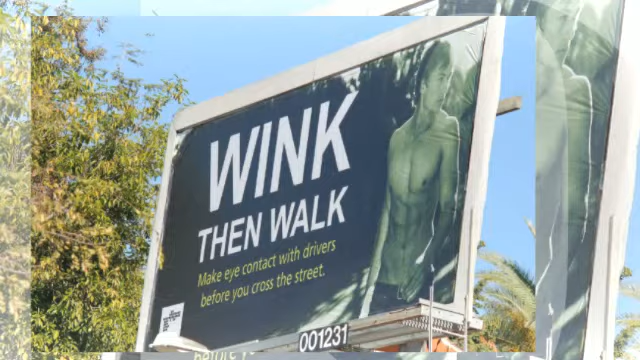 WINK
THEN WALK
Make eye contact with drivers
before you cross the street.
001231